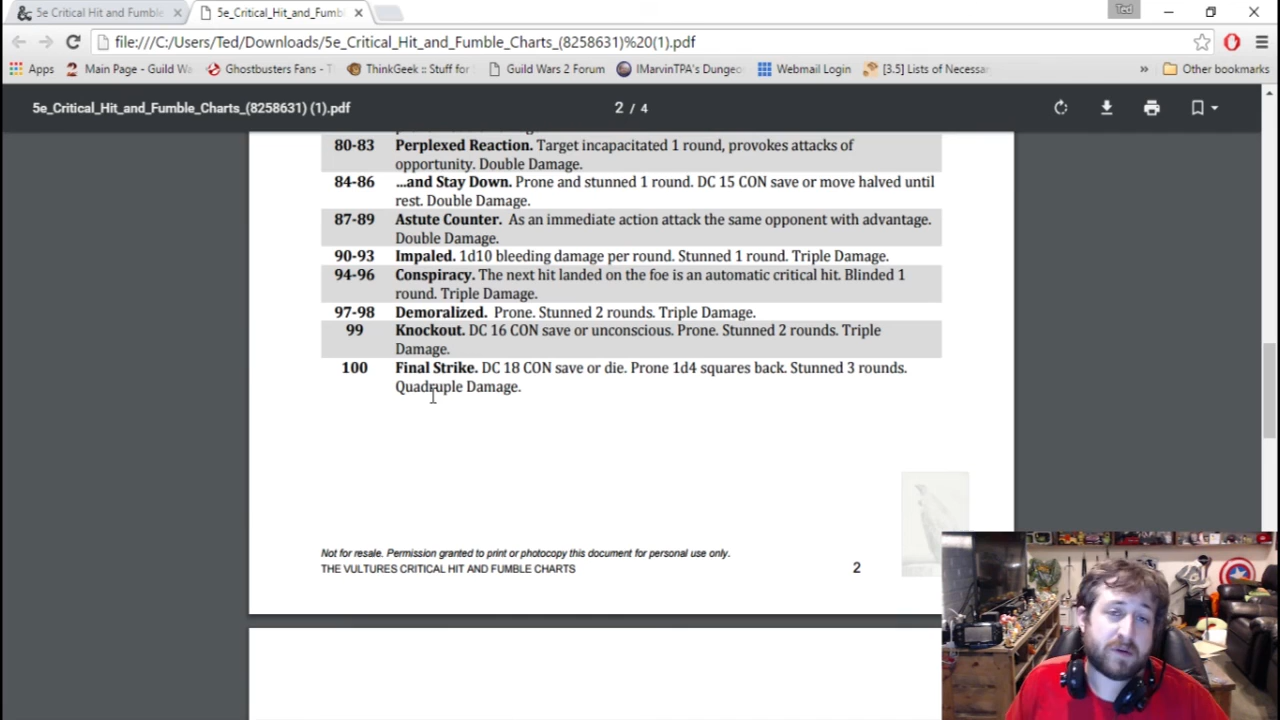 5e Critical Hit and Fumble
5e_Critical_Hit_and_Fumb
Ted
file:///C:/Users/Ted/Downloads/5e_Critical_Hit_and_Fumble_Charts_(8258631)%20(1).pdf
Apps Main Page - Guild Wa Ghostbusters Fans - T ThinkGeek :: Stuff for Guild Wars 2 Forum IMarvinTPA's Dungeo Webmail Login [3.5] Lists of Necessar » Other bookmarks
5e_Critical_Hit_and_Fumble_Charts_(8258631) (1).pdf 2 / 4
80-83 Perplexed Reaction. Target incapacitated 1 round, provokes attacks of
opportunity. Double Damage.
84-86 …and Stay Down. Prone and stunned 1 round. DC 15 CON save or move halved until
rest. Double Damage.
87-89 Astute Counter. As an immediate action attack the same opponent with advantage.
Double Damage.
90-93 Impaled. 1d10 bleeding damage per round. Stunned 1 round. Triple Damage.
94-96 Conspiracy. The next hit landed on the foe is an automatic critical hit. Blinded 1
round. Triple Damage.
97-98 Demoralized. Prone. Stunned 2 rounds. Triple Damage.
99 Knockout. DC 16 CON save or unconscious. Prone. Stunned 2 rounds. Triple
Damage.
100 Final Strike. DC 18 CON save or die. Prone 1d4 squares back. Stunned 3 rounds.
Quadruple Damage.
Not for resale. Permission granted to print or photocopy this document for personal use only.
THE VULTURES CRITICAL HIT AND FUMBLE CHARTS 2